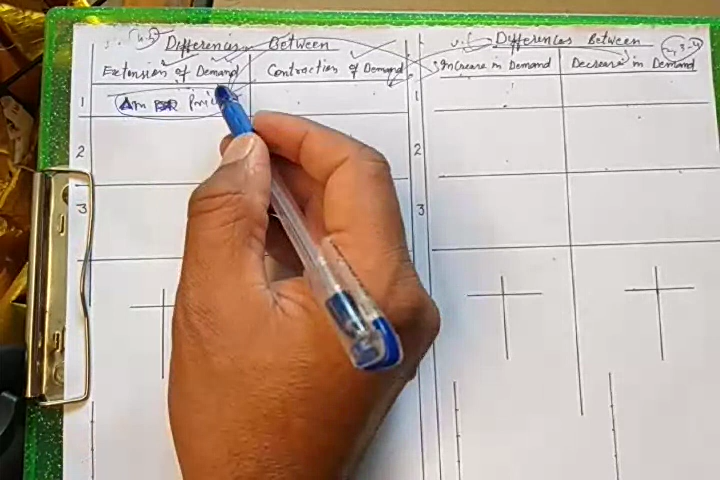 Differences Between
Extension of Demand
Contraction of Demand
1
2
3
Differences Between
Increase in Demand
Decrease in Demand
1
2
3